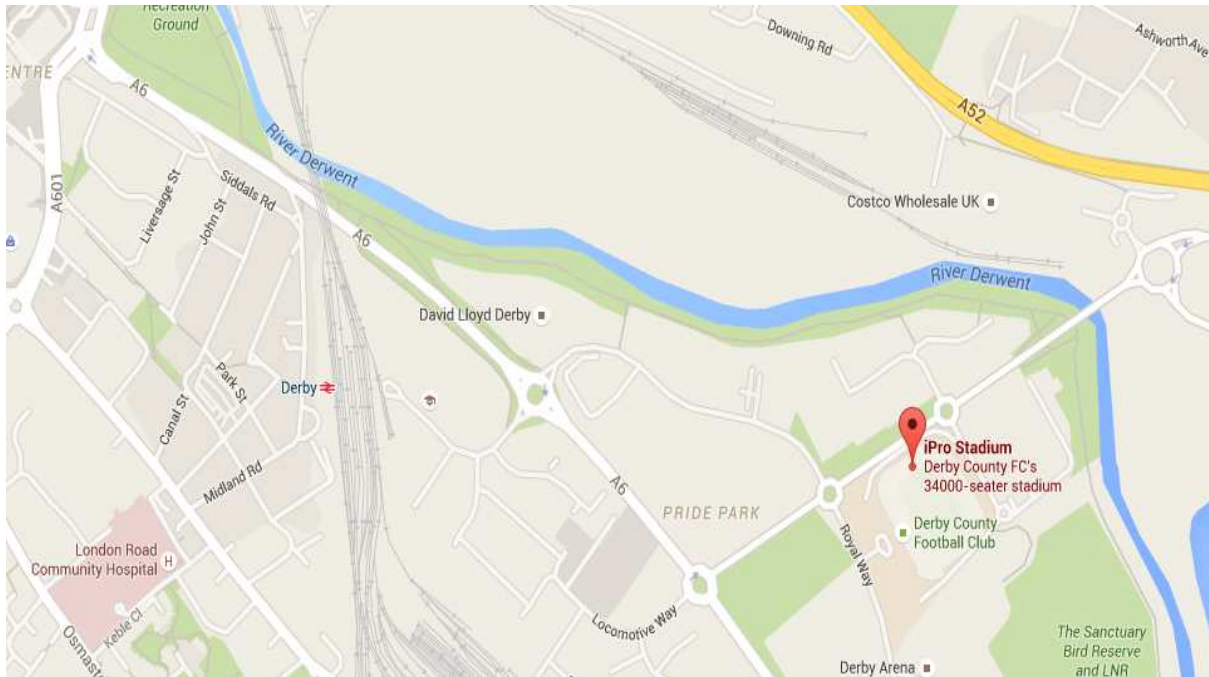 Recreation
Ground
Downing Rd
Ashworth Ave
ENTRE
A6
A52
River Derwent
A601
Liversage St
Siddals Rd
John St
Costco Wholesale UK
A6
River Derwent
David Lloyd Derby
Park St
Derby
Canal St
iPro Stadium
Derby County FC's
34000-seater stadium
Midland Rd
A6
PRIDE PARK
Derby County
Football Club
Royal Way
London Road
Community Hospital
H
Keble Cl
Locomotive Way
Osmaste
The Sanctuary
Bird Reserve
and LNR
Derby Arena